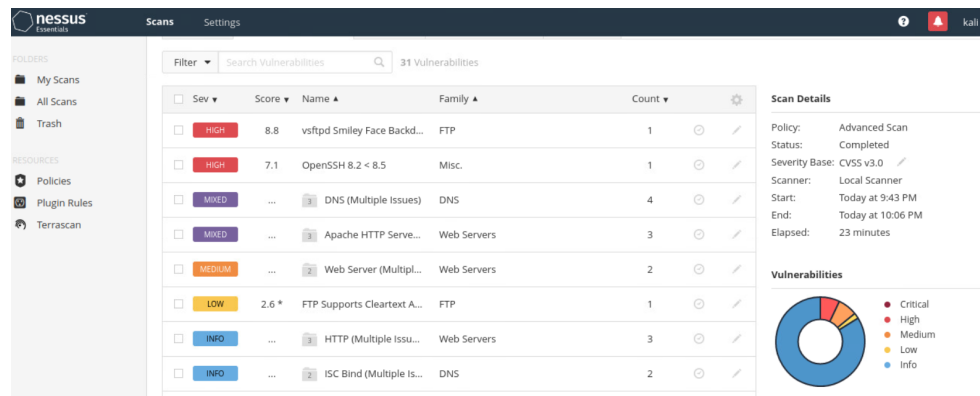 nessus
Essentials
Scans
Settings
kali
FOLDERS
My Scans
All Scans
Trash
RESOURCES
Policies
Plugin Rules
Terrascan
Filter
Search Vulnerabilities
31 Vulnerabilities
Sev Score Name Family Count
HIGH 8.8 vsftpd Smiley Face Backd... FTP 1
HIGH 7.1 OpenSSH 8.2 < 8.5 Misc. 1
MIXED ... 3 DNS (Multiple Issues) DNS 4
MIXED ... 3 Apache HTTP Serve... Web Servers 3
MEDIUM ... 2 Web Server (Multipl... Web Servers 2
LOW 2.6 * FTP Supports Cleartext A... FTP 1
INFO ... 3 HTTP (Multiple Issu... Web Servers 3
INFO ... 2 ISC Bind (Multiple Is... DNS 2
Scan Details
Policy: Advanced Scan
Status: Completed
Severity Base: CVSS v3.0
Scanner: Local Scanner
Start: Today at 9:43 PM
End: Today at 10:06 PM
Elapsed: 23 minutes
Vulnerabilities
Critical
High
Medium
Low
Info